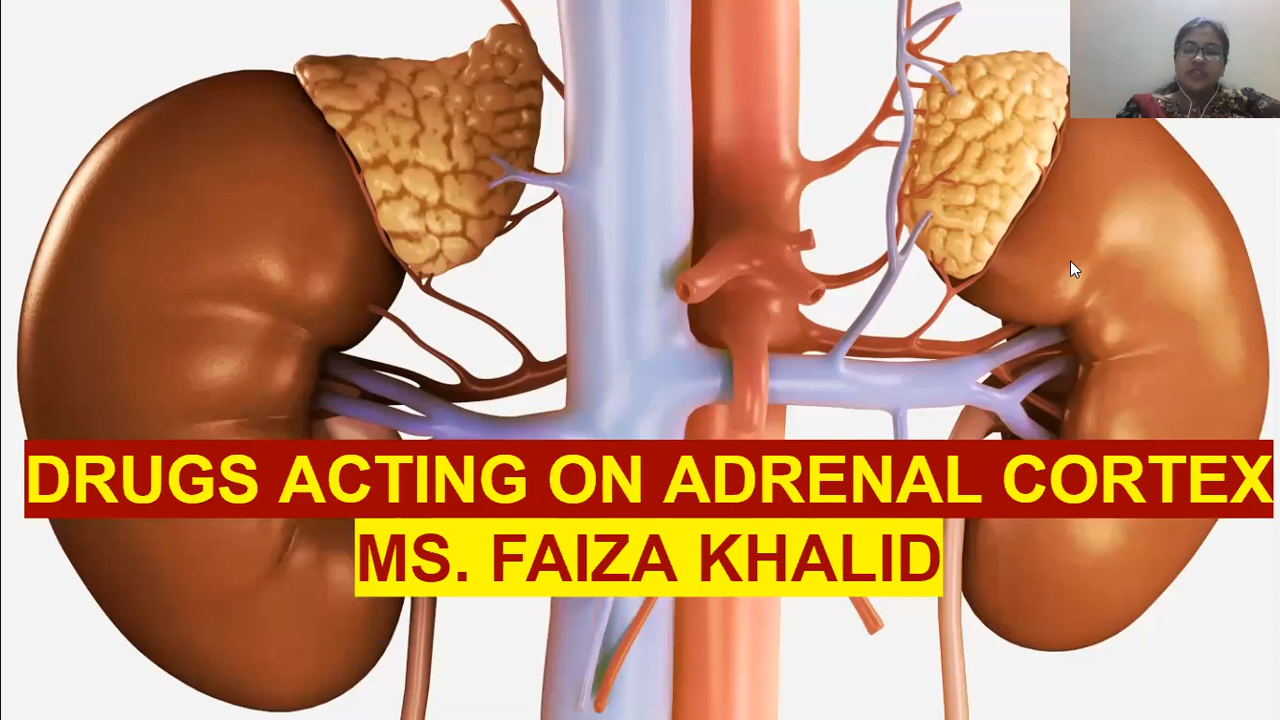 DRUGS ACTING ON ADRENAL CORTEX
MS. FAIZA KHALID